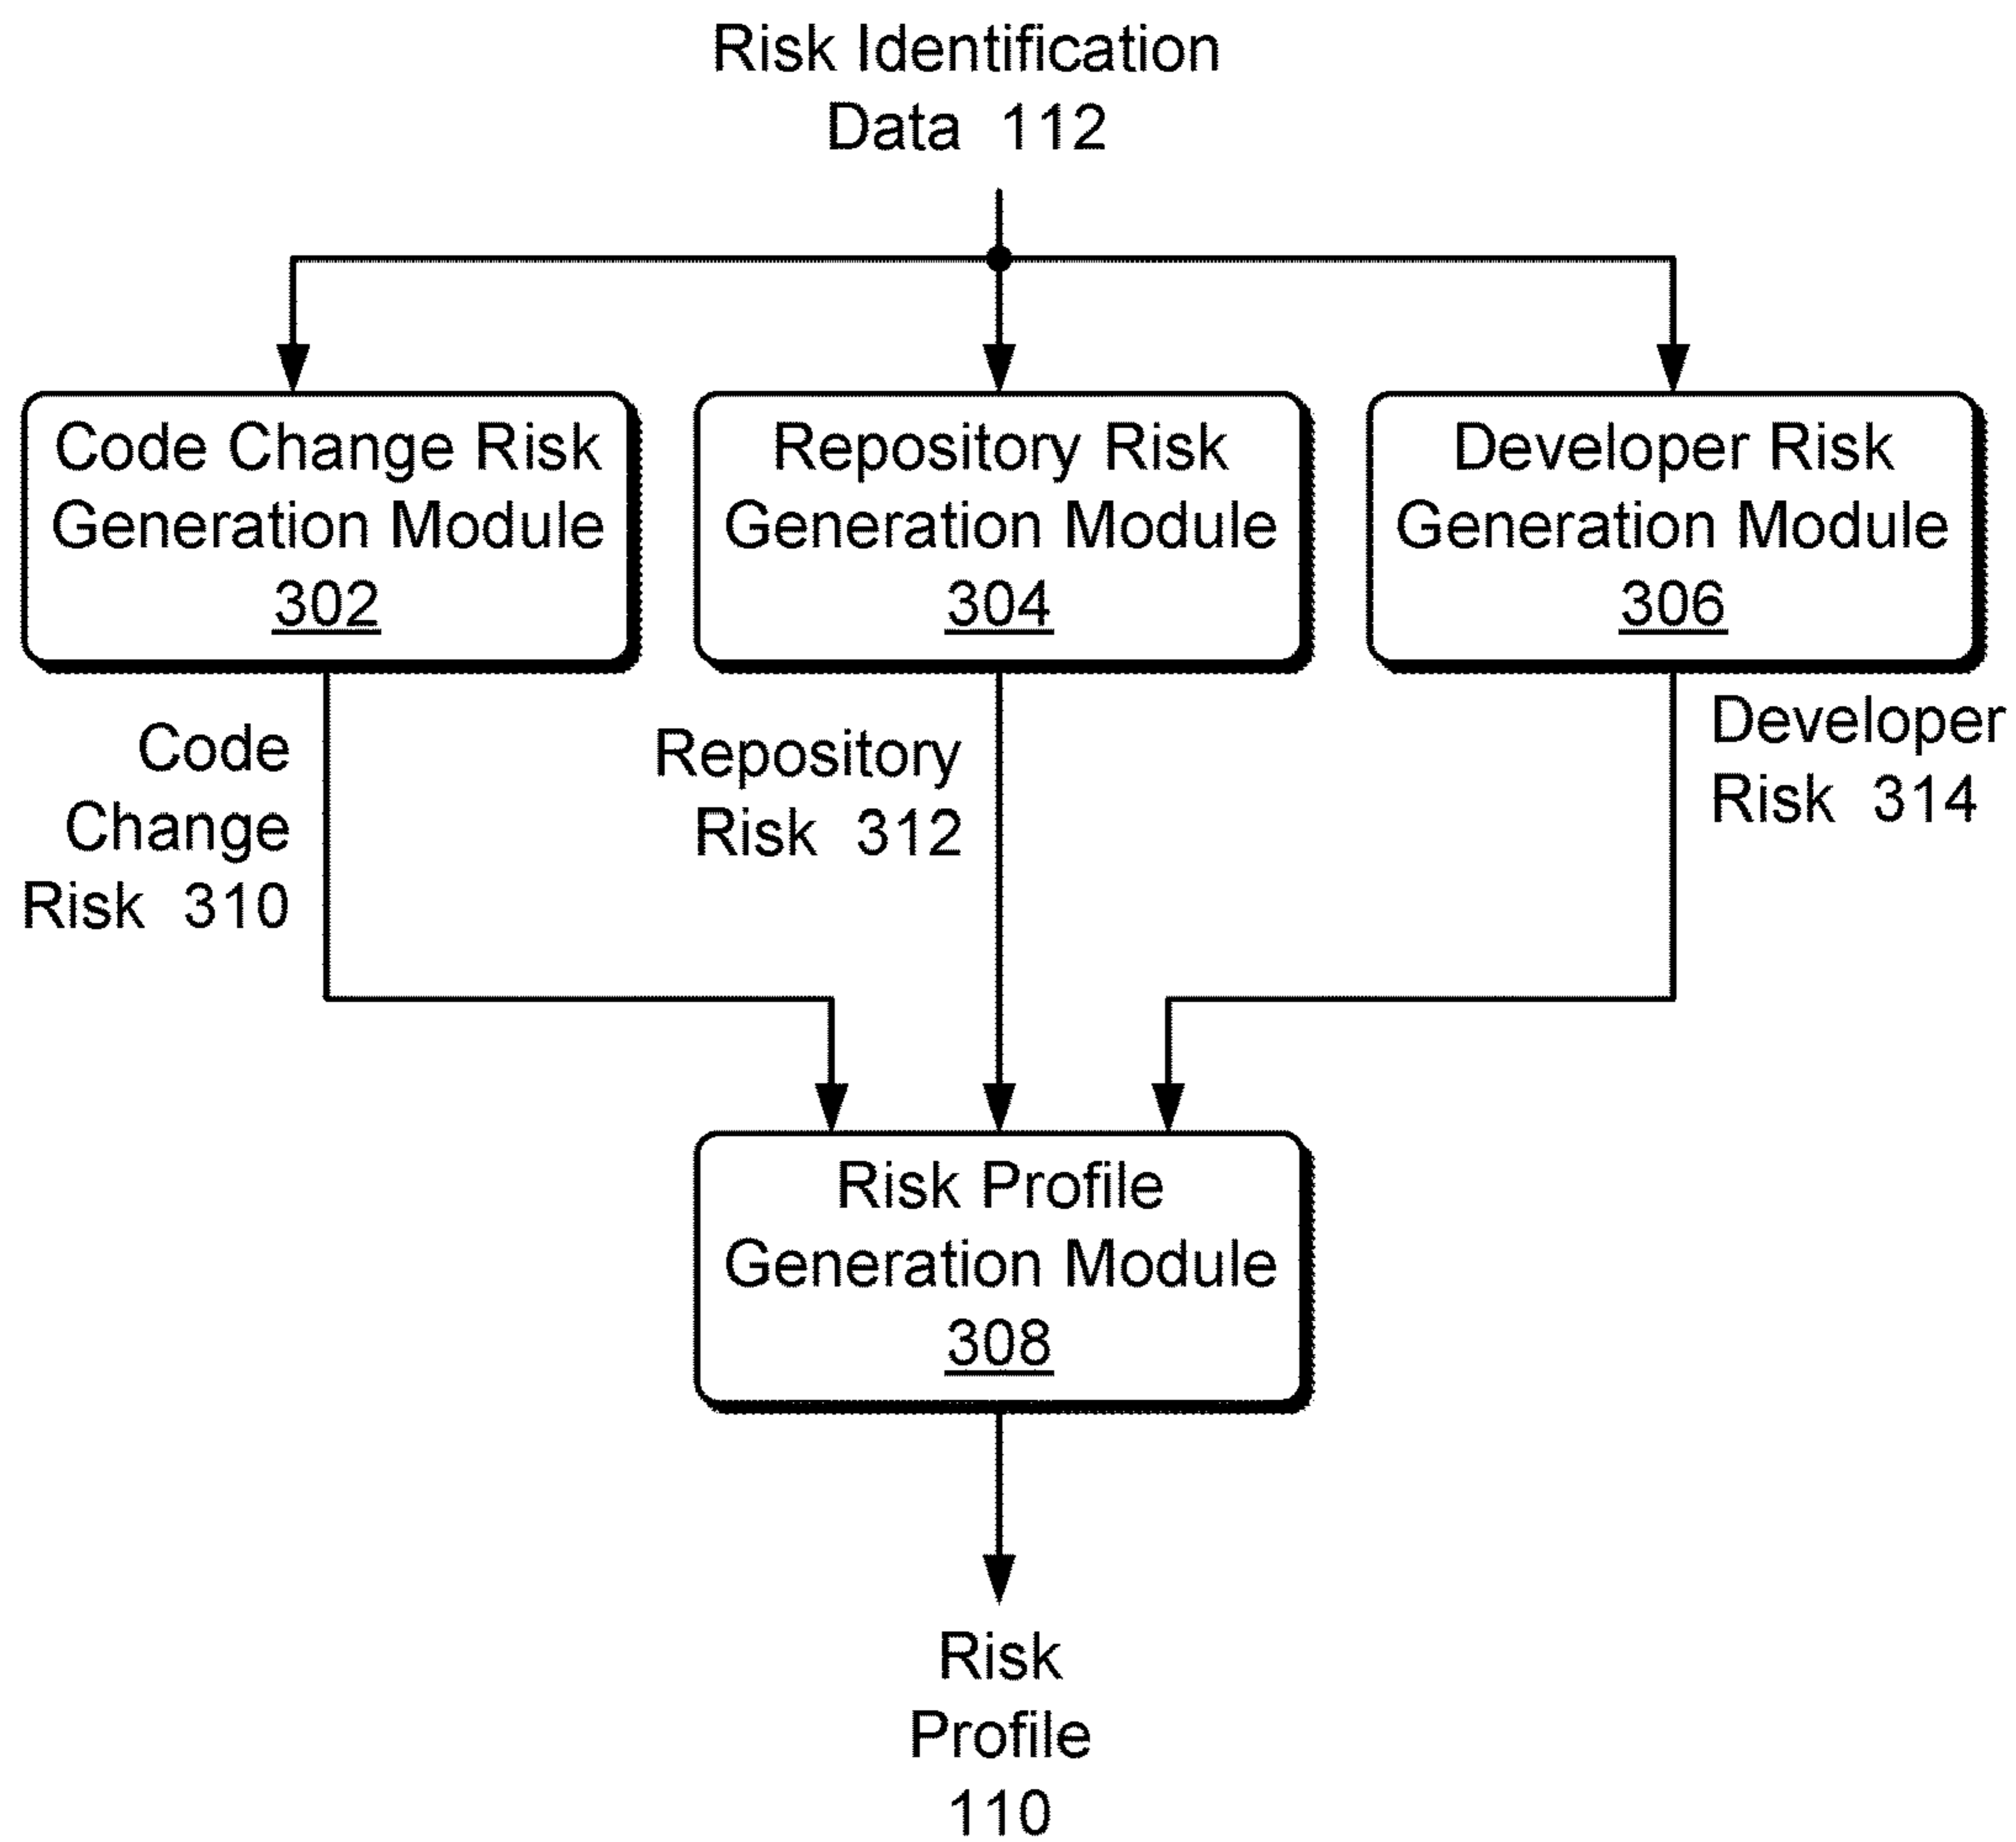 Risk Identification
Data 112
Code Change Risk
Generation Module
302
Repository Risk
Generation Module
304
Developer Risk
Generation Module
306
Code
Change
Risk 310
Repository
Risk 312
Developer
Risk 314
Risk Profile
Generation Module
308
Risk
Profile
110